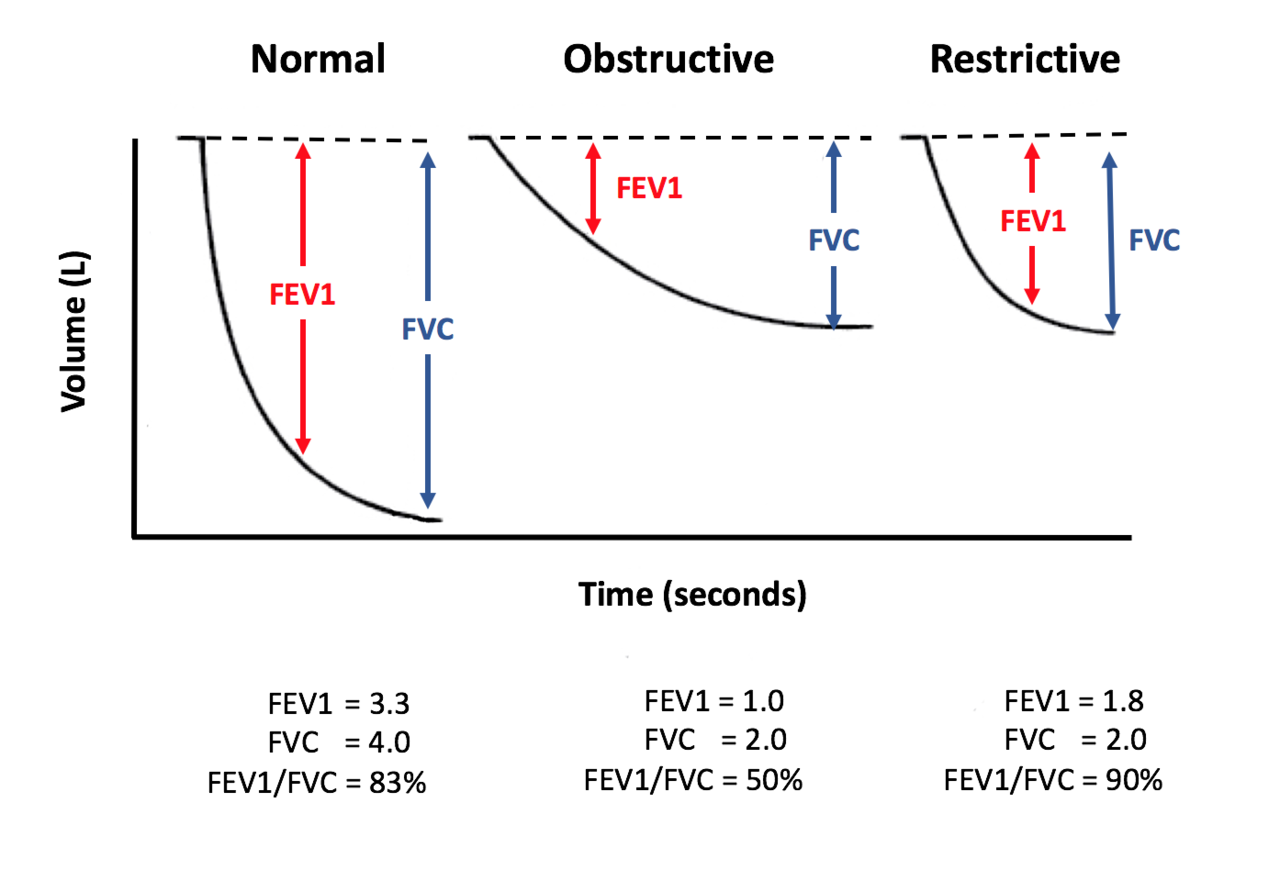 Normal
Obstructive
Restrictive
FEV1
FVC
FEV1
FVC
FEV1
FVC
Volume (L)
Time (seconds)
FEV1 = 3.3
FVC = 4.0
FEV1/FVC = 83%
FEV1 = 1.0
FVC = 2.0
FEV1/FVC = 50%
FEV1 = 1.8
FVC = 2.0
FEV1/FVC = 90%